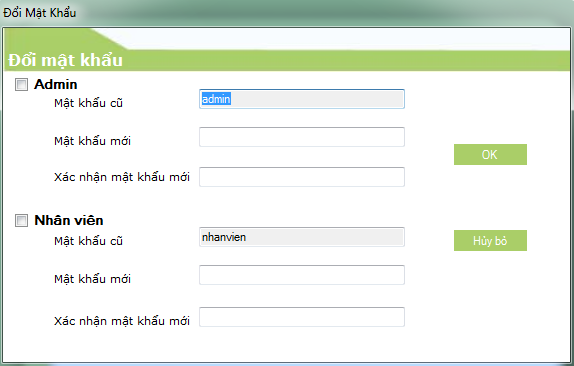 Đổi Mật Khẩu
Đổi mật khẩu
Admin
Mật khẩu cũ admin
Mật khẩu mới
OK
Xác nhận mật khẩu mới
Nhân viên
Mật khẩu cũ nhanvien Hủy bỏ
Mật khẩu mới
Xác nhận mật khẩu mới